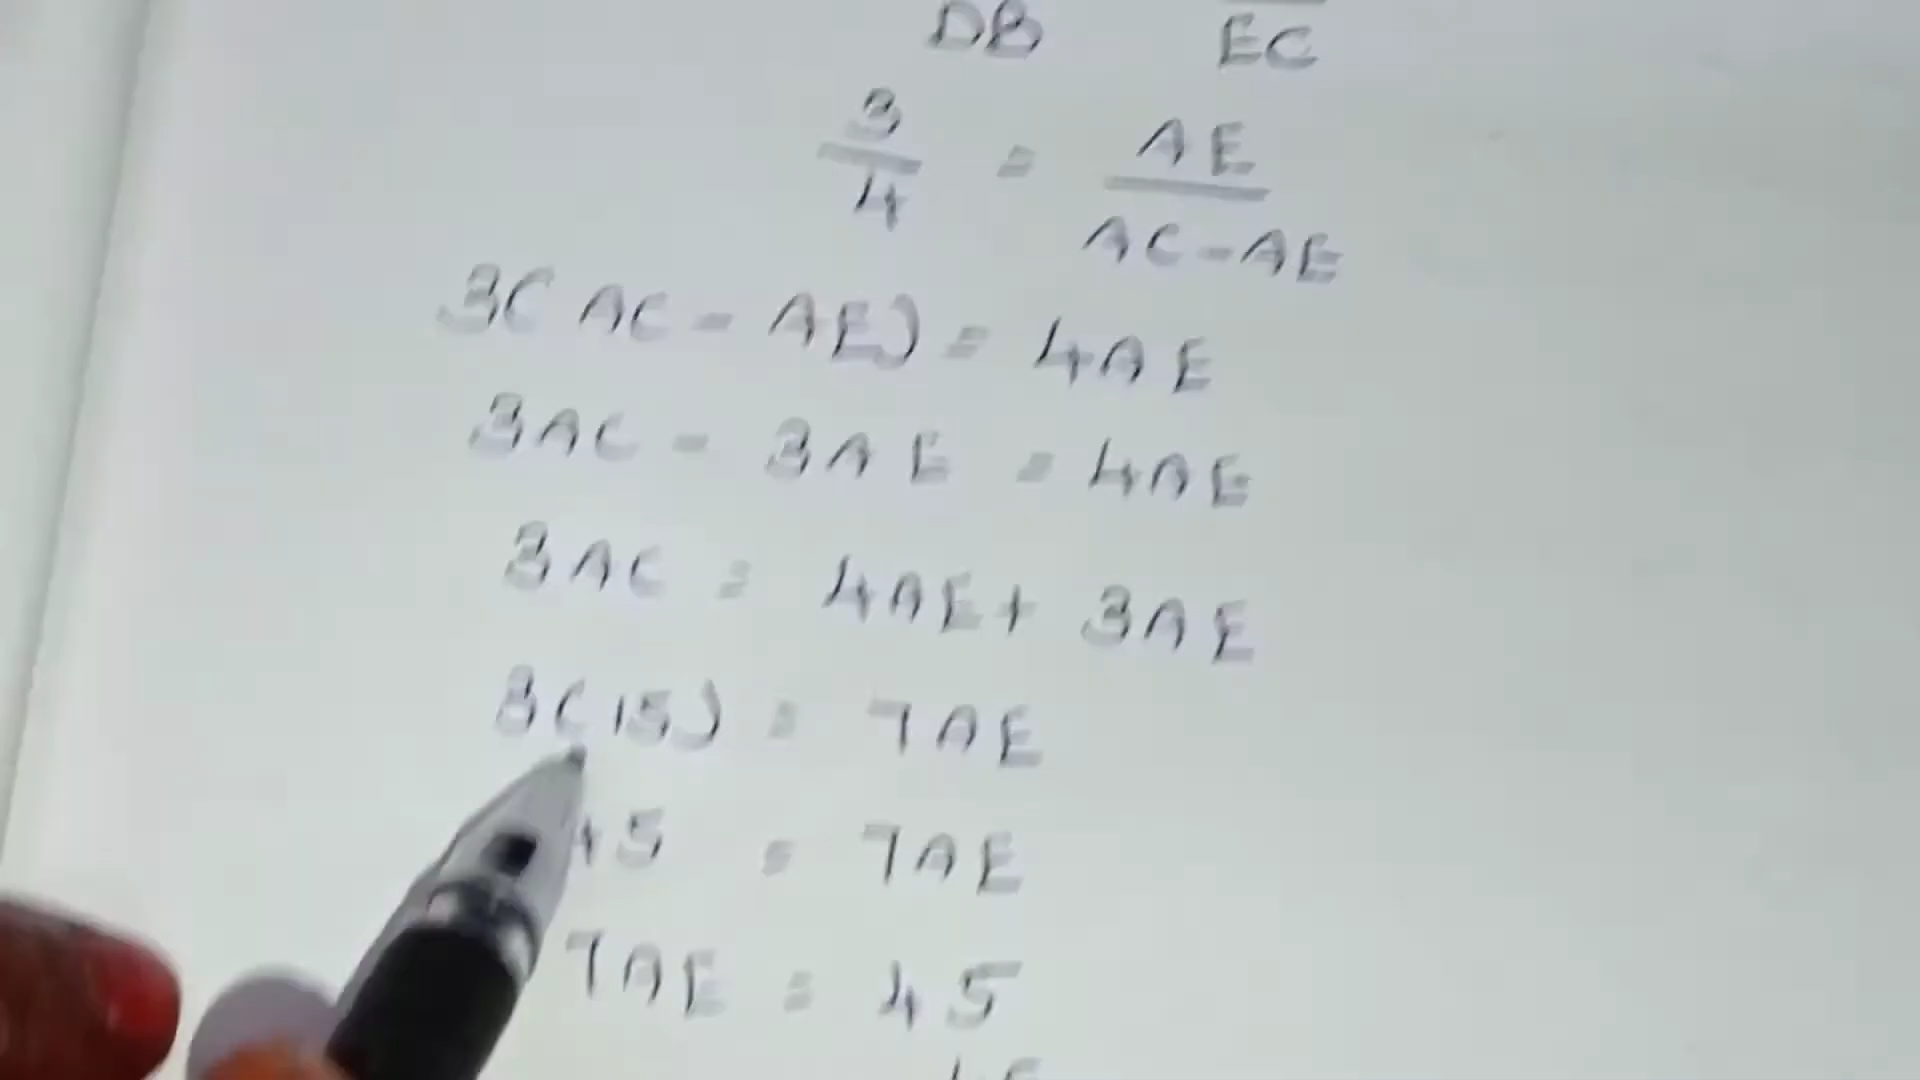 DB EC
3/4 = AE/AC-AE
3(AC - AE) = 4AE
3AC - 3AE = 4AE
3AC = 4AE + 3AE
3(15) = 7AE
45 = 7AE
7AE = 45